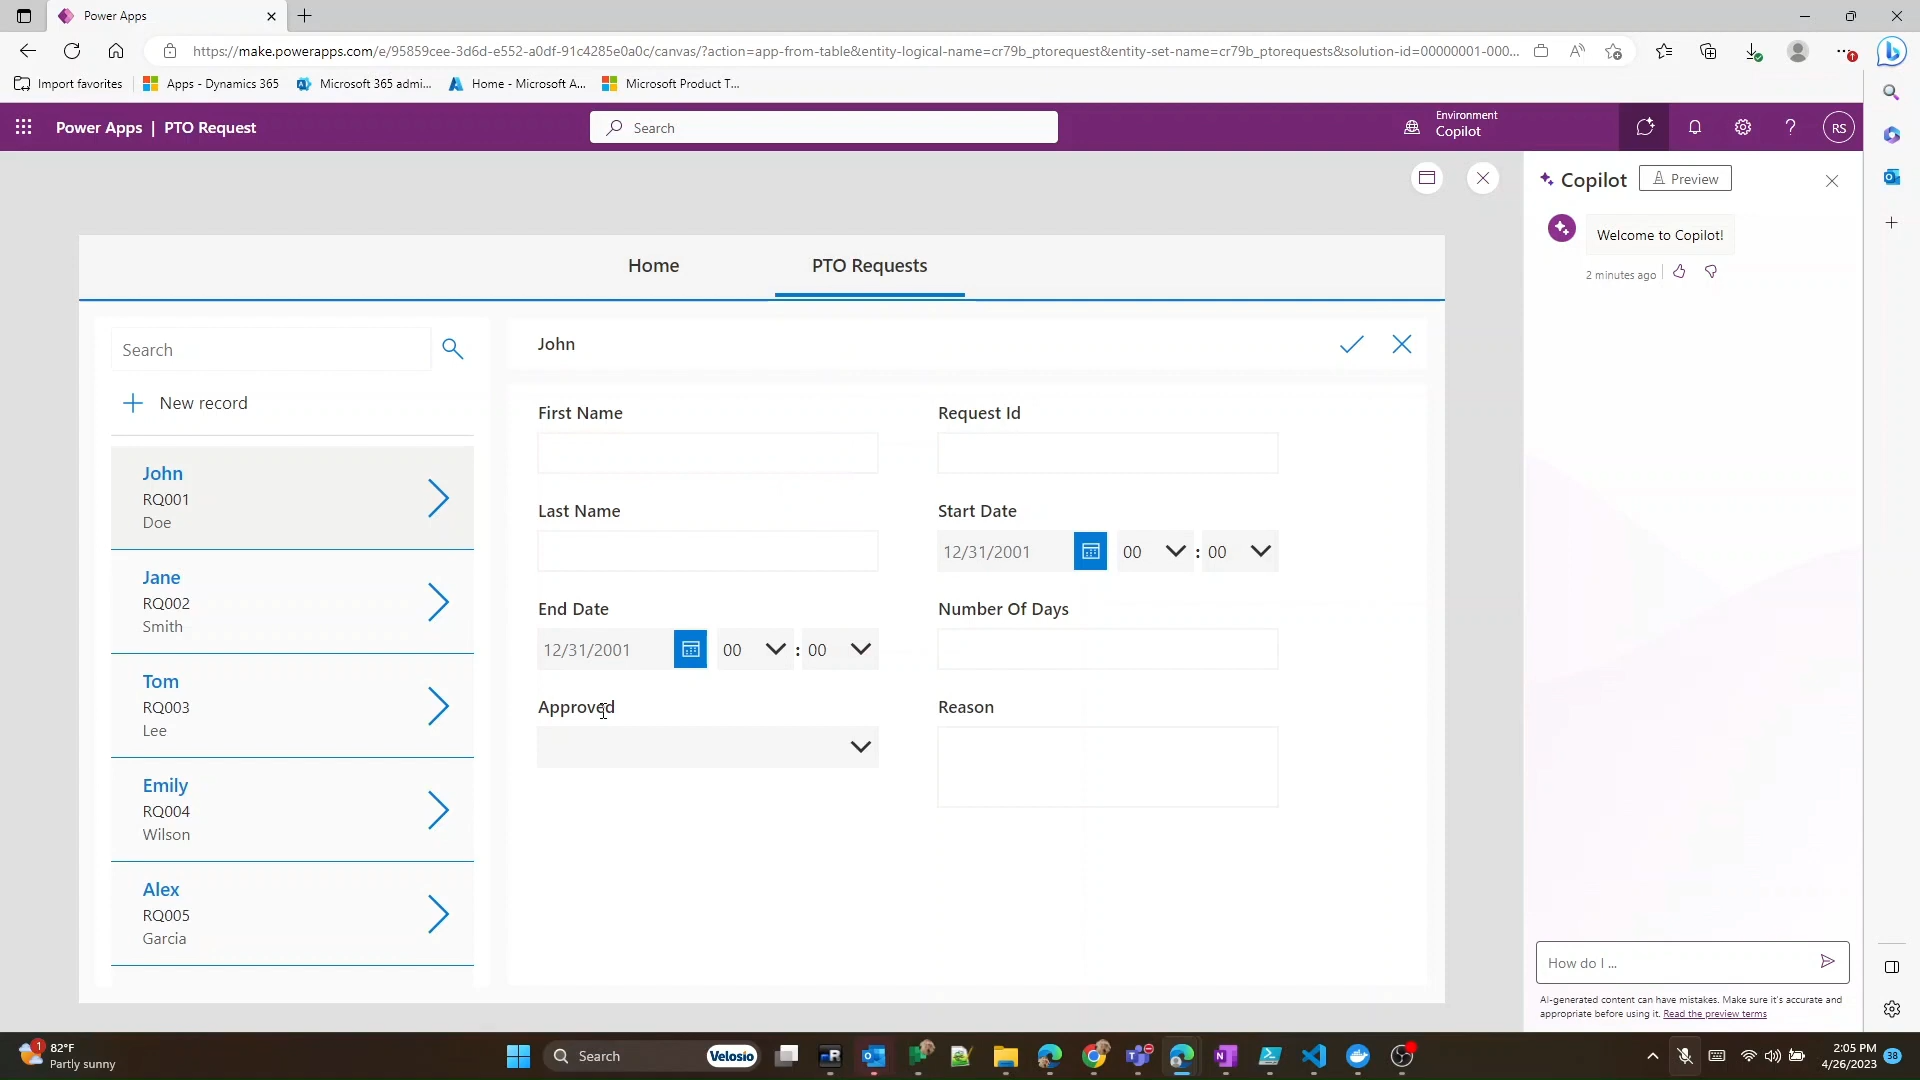 Power Apps
https://make.powerapps.com/e/95859cee-3d6d-e552-a0df-91c4285e0a0c/canvas/?action=app-from-table&entity-logical-name=cr79b_ptorequest&entity-set-name=cr79b_ptorequests&solution-id=00000001-000...
Import favorites Apps - Dynamics 365 Microsoft 365 admi... Home - Microsoft A... Microsoft Product T...
Power Apps | PTO Request
Search
Environment
Copilot
RS
Copilot Preview
Welcome to Copilot!
2 minutes ago
Home PTO Requests
Search
New record
John
RQ001
Doe
Jane
RQ002
Smith
Tom
RQ003
Lee
Emily
RQ004
Wilson
Alex
RQ005
Garcia
John
First Name Request Id
Last Name Start Date
12/31/2001 00 : 00
End Date Number Of Days
12/31/2001 00 : 00
Approved Reason
How do I ...
AI-generated content can have mistakes. Make sure it's accurate and
appropriate before using it. Read the preview terms
1
82°F
Partly sunny
Search Velosio
2:05 PM
4/26/2023
38